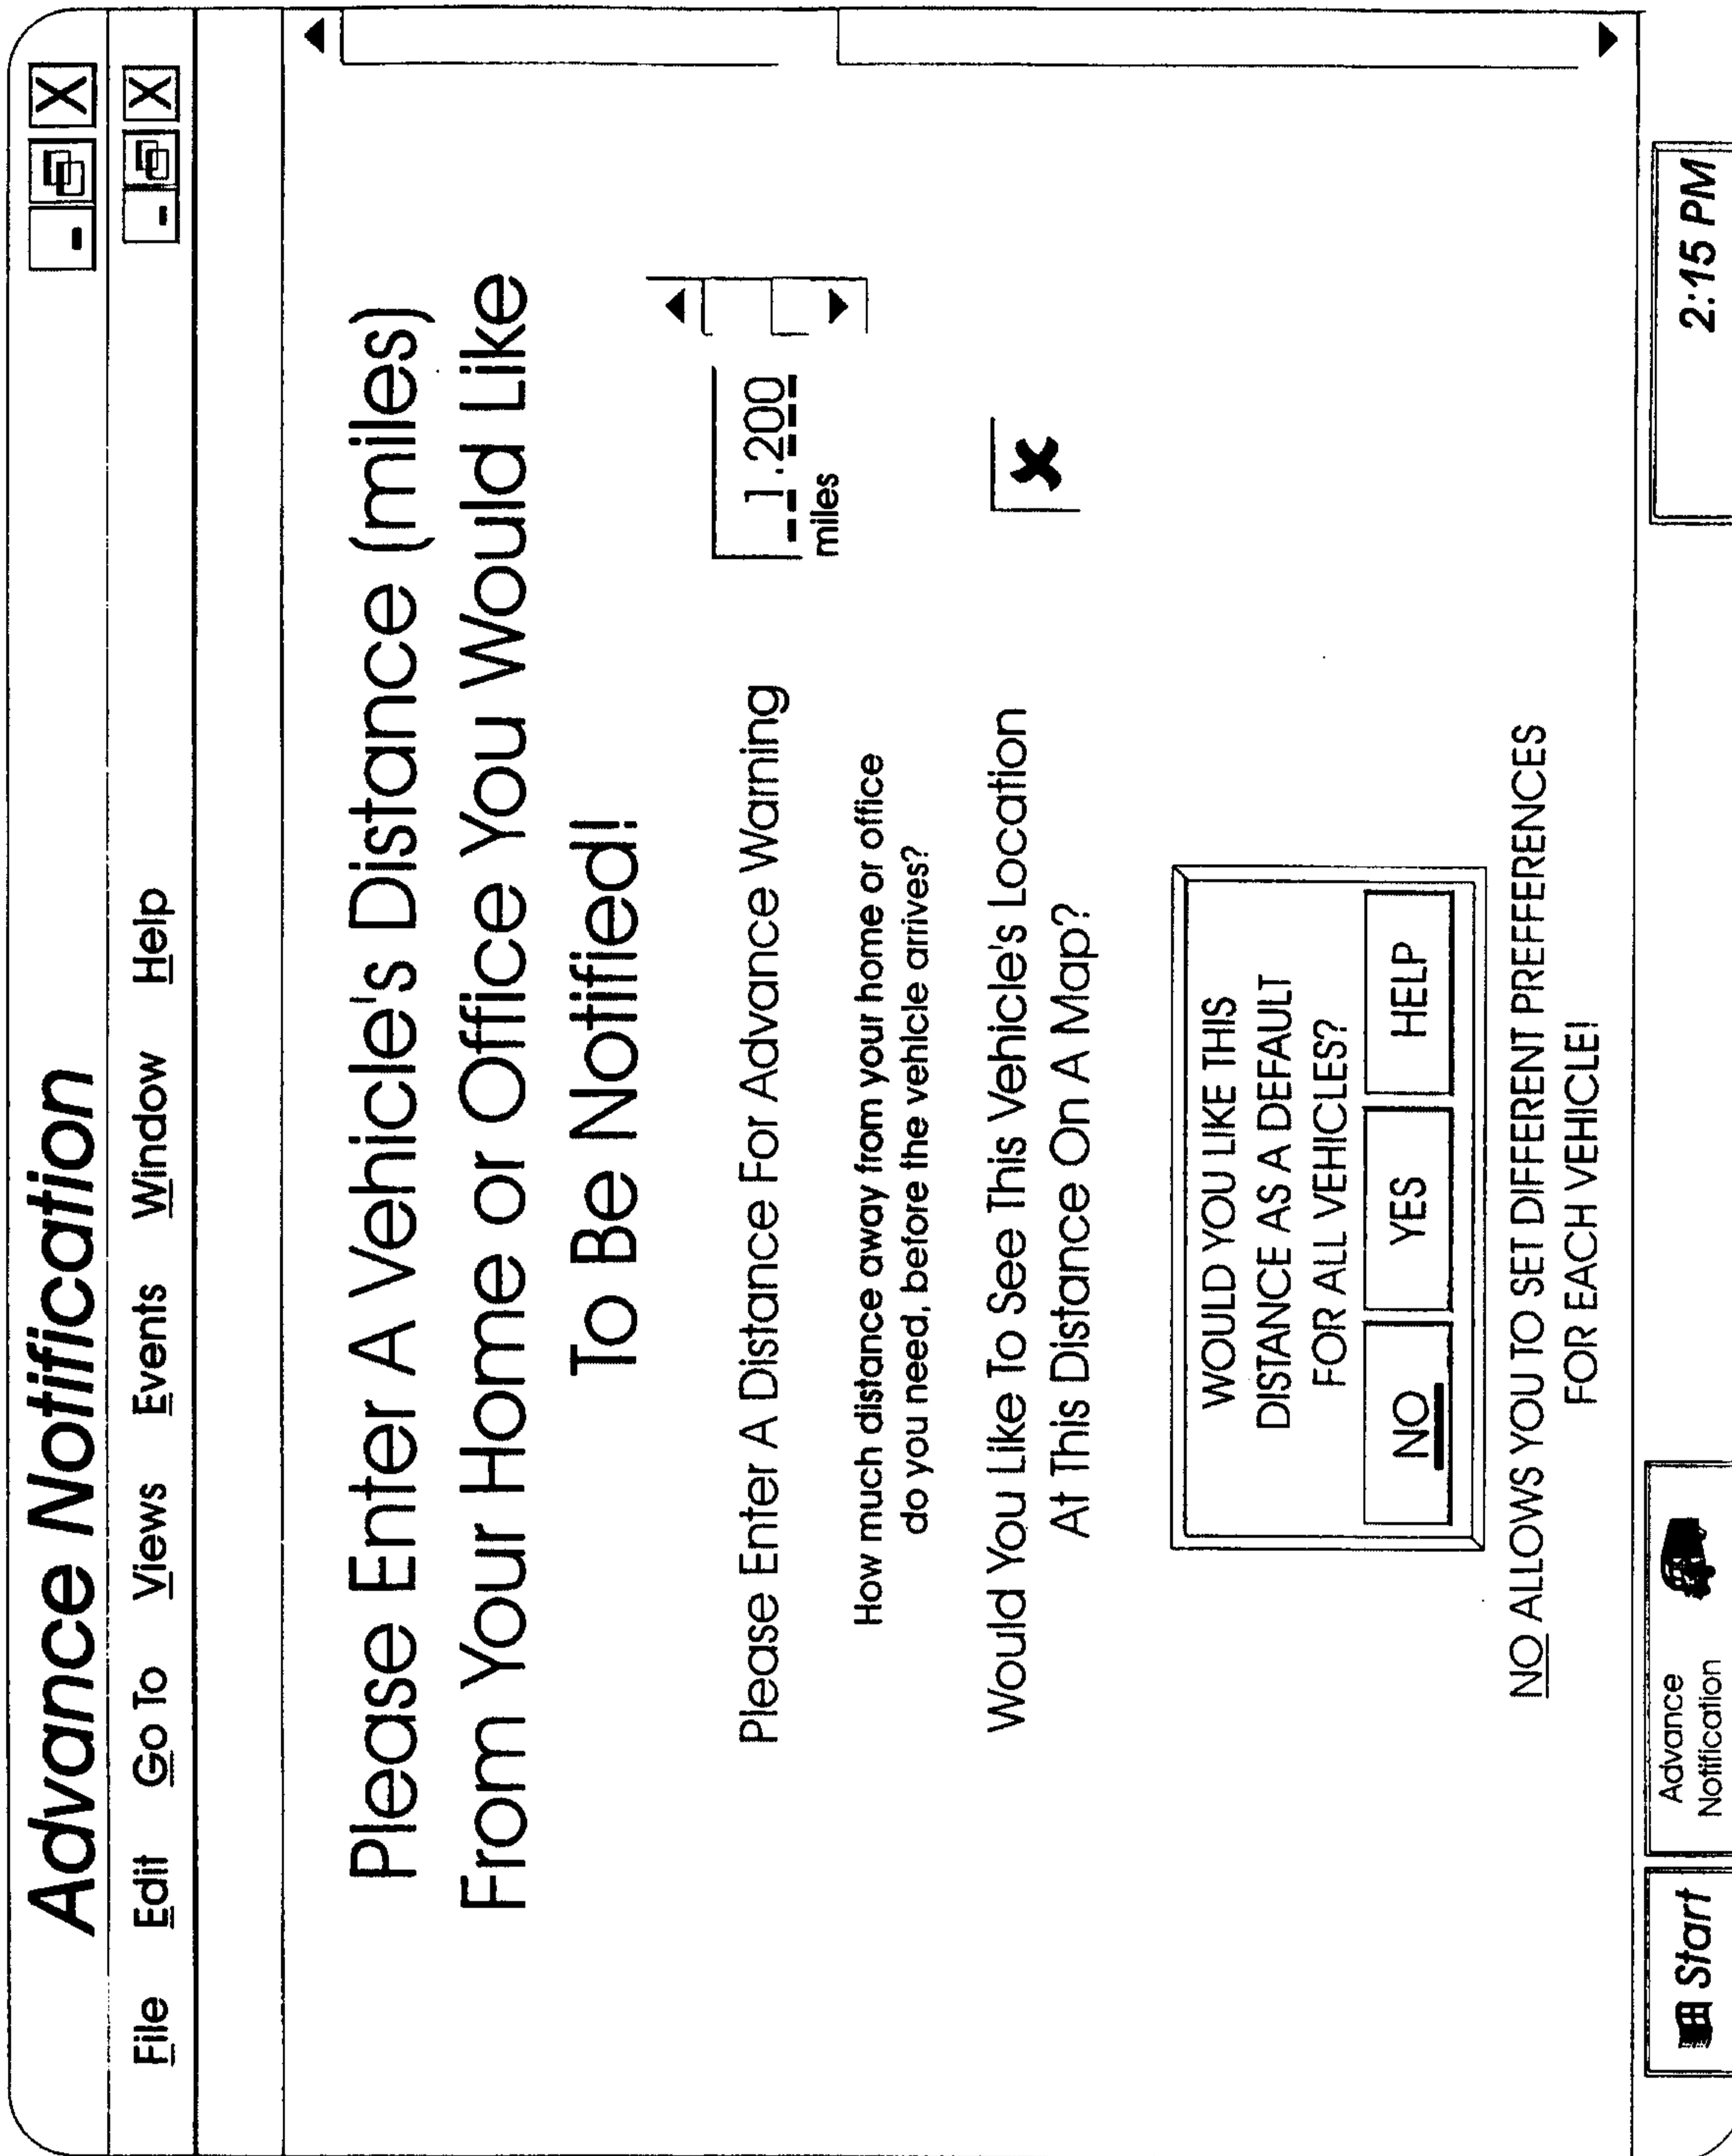 Advance Notification
File Edit Go To Views Events Window Help
Please Enter A Vehicle's Distance (miles)
From Your Home or Office You Would Like
To Be Notified!
Please Enter A Distance For Advance Warning
1.200
miles
How much distance away from your home or office
do you need, before the vehicle arrives?
Would You Like To See This Vehicle's Location
At This Distance On A Map?
WOULD YOU LIKE THIS
DISTANCE AS A DEFAULT
FOR ALL VEHICLES?
NO YES HELP
NO ALLOWS YOU TO SET DIFFERENT PREFFERENCES
FOR EACH VEHICLE!
Start
Advance
Notification
2:15 PM